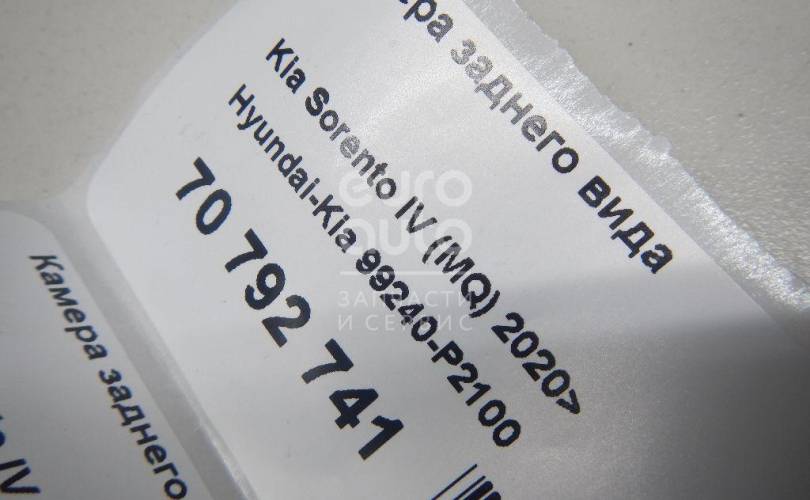 ера заднего вида
Kia Sorento IV (MQ) 2020>
Hyundai-Kia 99240-P2100
70 792 741
Камера заднего
IV
euro
auto
ЗАПЧАСТИ
И СЕРВИС